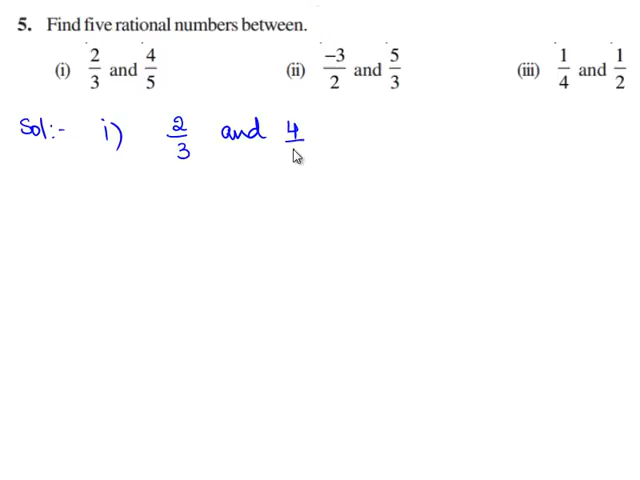 5. Find five rational numbers between.
(i) 2/3 and 4/5 (ii) -3/2 and 5/3 (iii) 1/4 and 1/2
Sol:- i) 2/3 and 4/